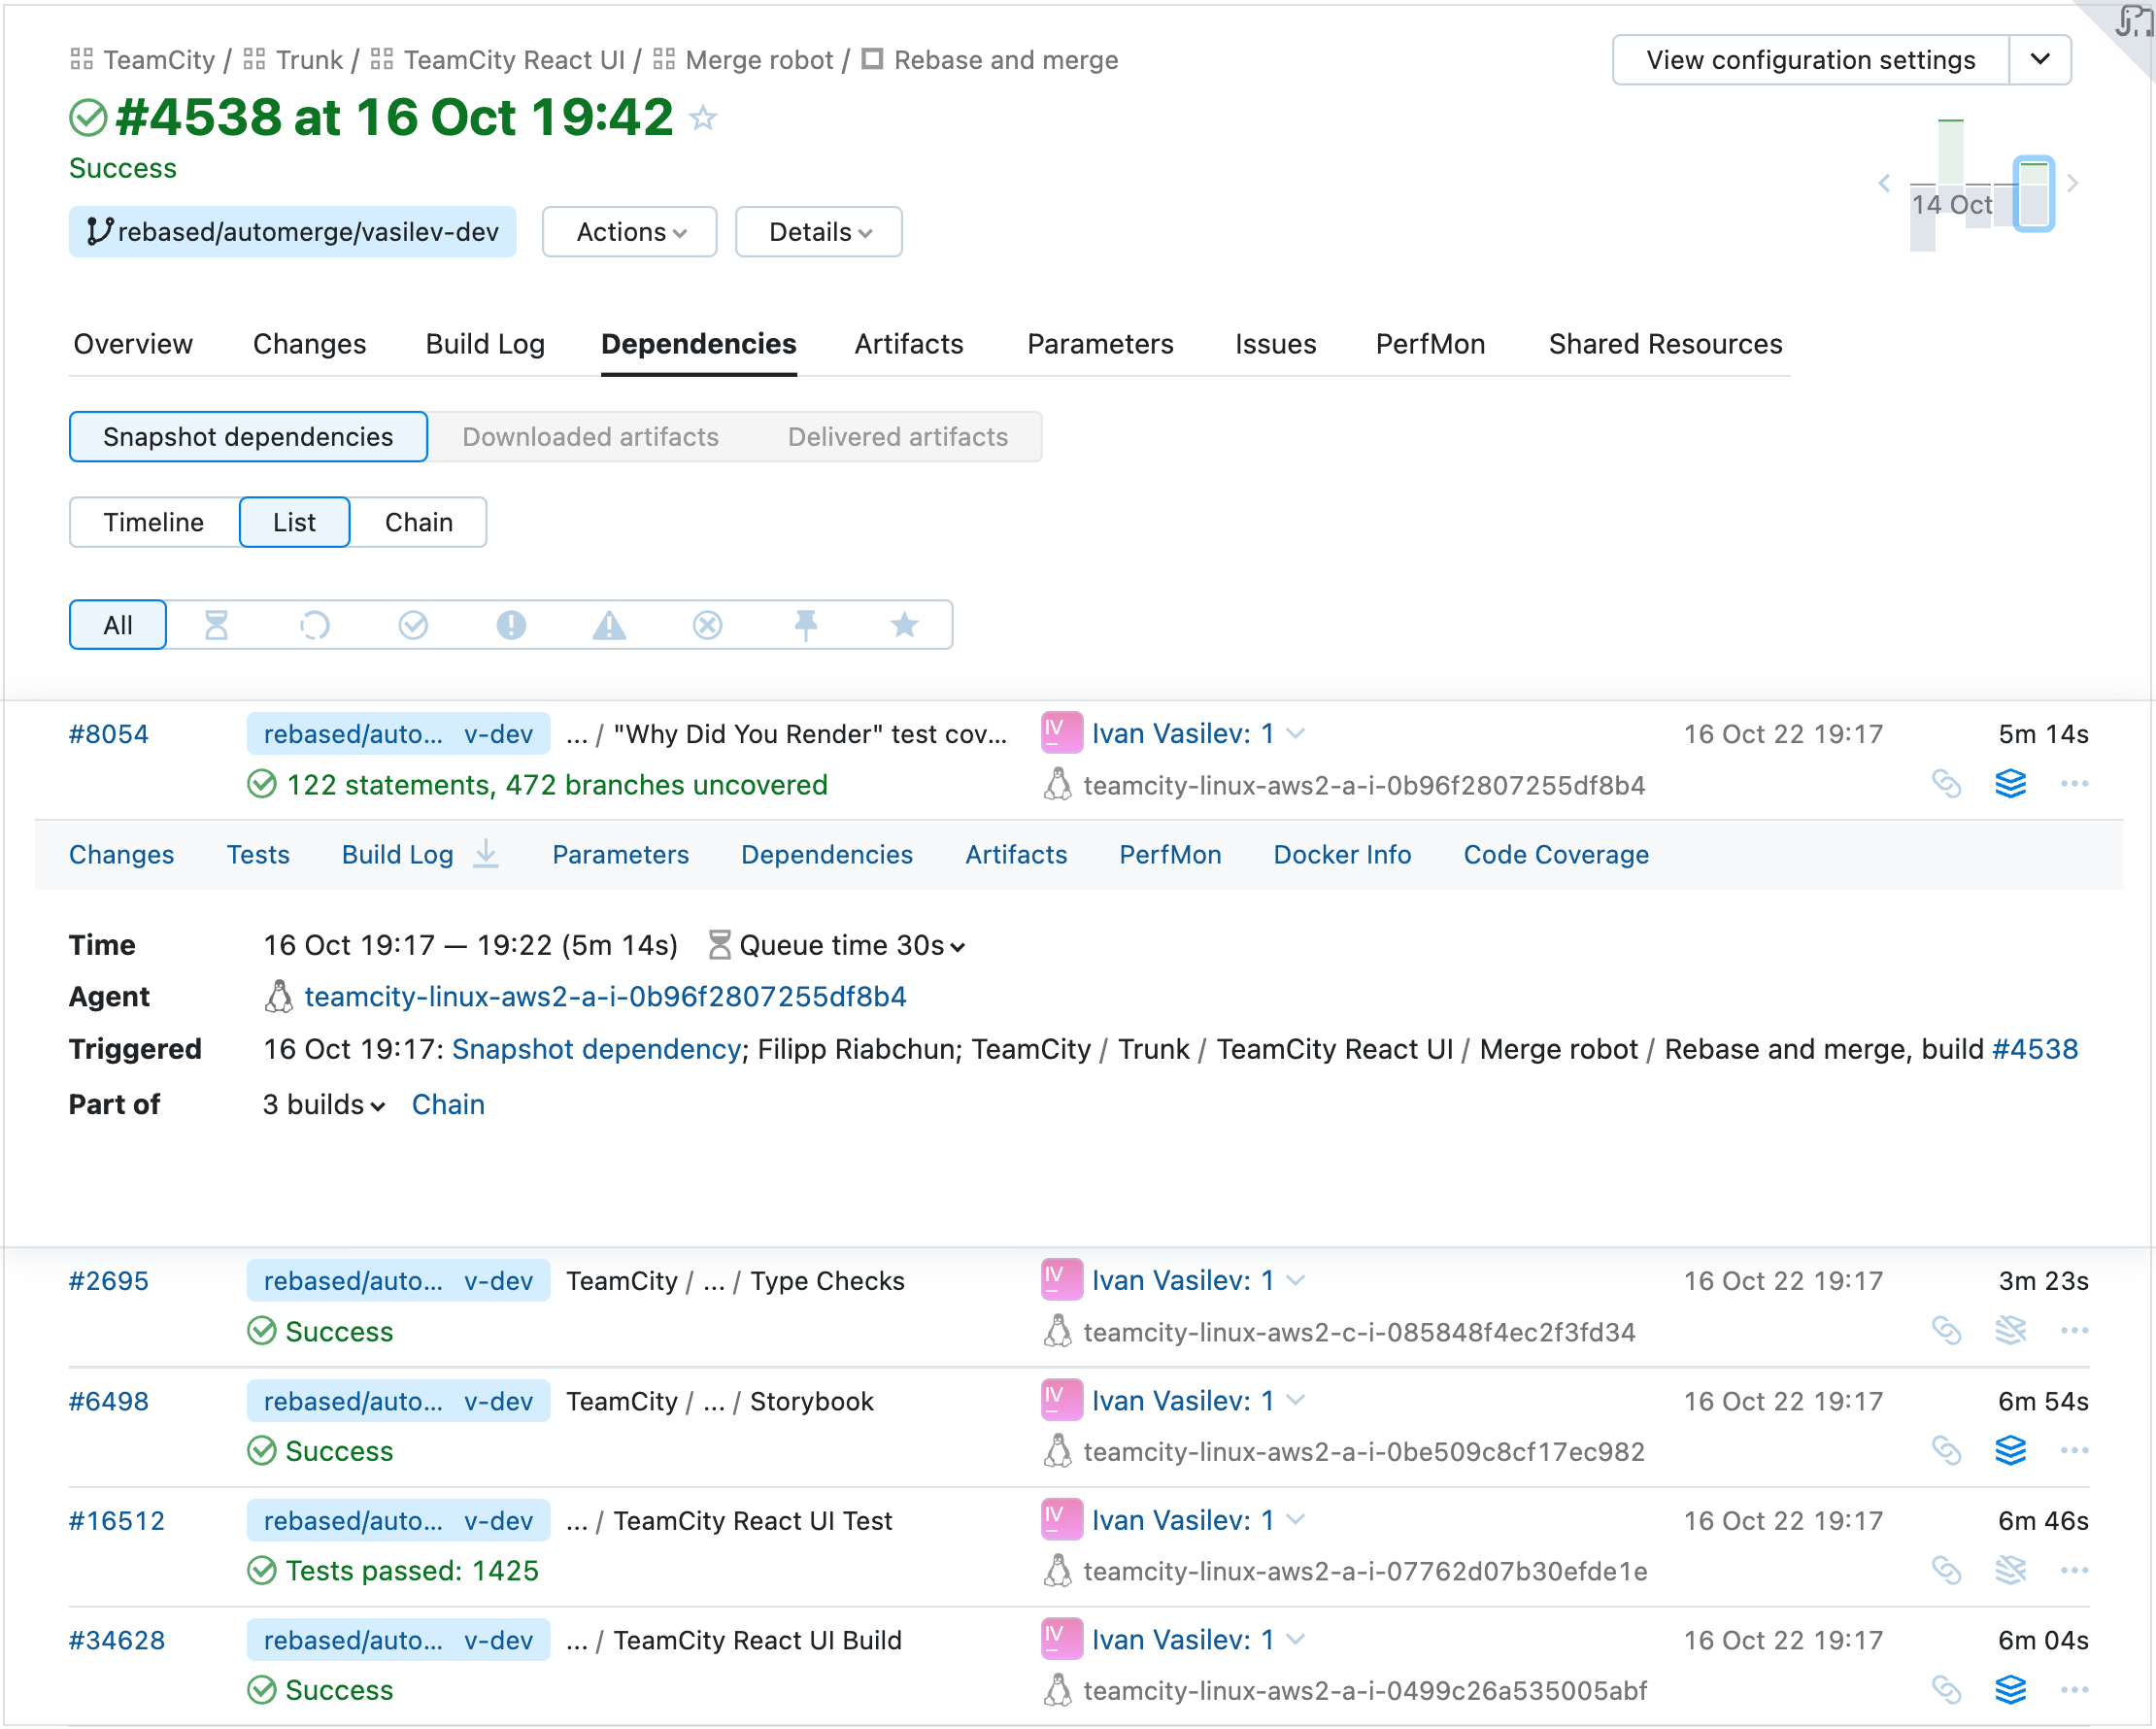 TeamCity / Trunk / TeamCity React UI / Merge robot / Rebase and merge
View configuration settings
#4538 at 16 Oct 19:42
Success
14 Oct
rebased/automerge/vasilev-dev Actions Details
Overview Changes Build Log Dependencies Artifacts Parameters Issues PerfMon Shared Resources
Snapshot dependencies Downloaded artifacts Delivered artifacts
Timeline List Chain
All
#8054 rebased/auto... v-dev ... / "Why Did You Render" test cov... IV Ivan Vasilev: 1 16 Oct 22 19:17 5m 14s
122 statements, 472 branches uncovered teamcity-linux-aws2-a-i-0b96f2807255df8b4
Changes Tests Build Log Parameters Dependencies Artifacts PerfMon Docker Info Code Coverage
Time 16 Oct 19:17 — 19:22 (5m 14s) Queue time 30s
Agent teamcity-linux-aws2-a-i-0b96f2807255df8b4
Triggered 16 Oct 19:17: Snapshot dependency; Filipp Riabchun; TeamCity / Trunk / TeamCity React UI / Merge robot / Rebase and merge, build #4538
Part of 3 builds Chain
#2695 rebased/auto... v-dev TeamCity / ... / Type Checks IV Ivan Vasilev: 1 16 Oct 22 19:17 3m 23s
Success teamcity-linux-aws2-c-i-085848f4ec2f3fd34
#6498 rebased/auto... v-dev TeamCity / ... / Storybook IV Ivan Vasilev: 1 16 Oct 22 19:17 6m 54s
Success teamcity-linux-aws2-a-i-0be509c8cf17ec982
#16512 rebased/auto... v-dev ... / TeamCity React UI Test IV Ivan Vasilev: 1 16 Oct 22 19:17 6m 46s
Tests passed: 1425 teamcity-linux-aws2-a-i-07762d07b30efde1e
#34628 rebased/auto... v-dev ... / TeamCity React UI Build IV Ivan Vasilev: 1 16 Oct 22 19:17 6m 04s
Success teamcity-linux-aws2-a-i-0499c26a535005abf